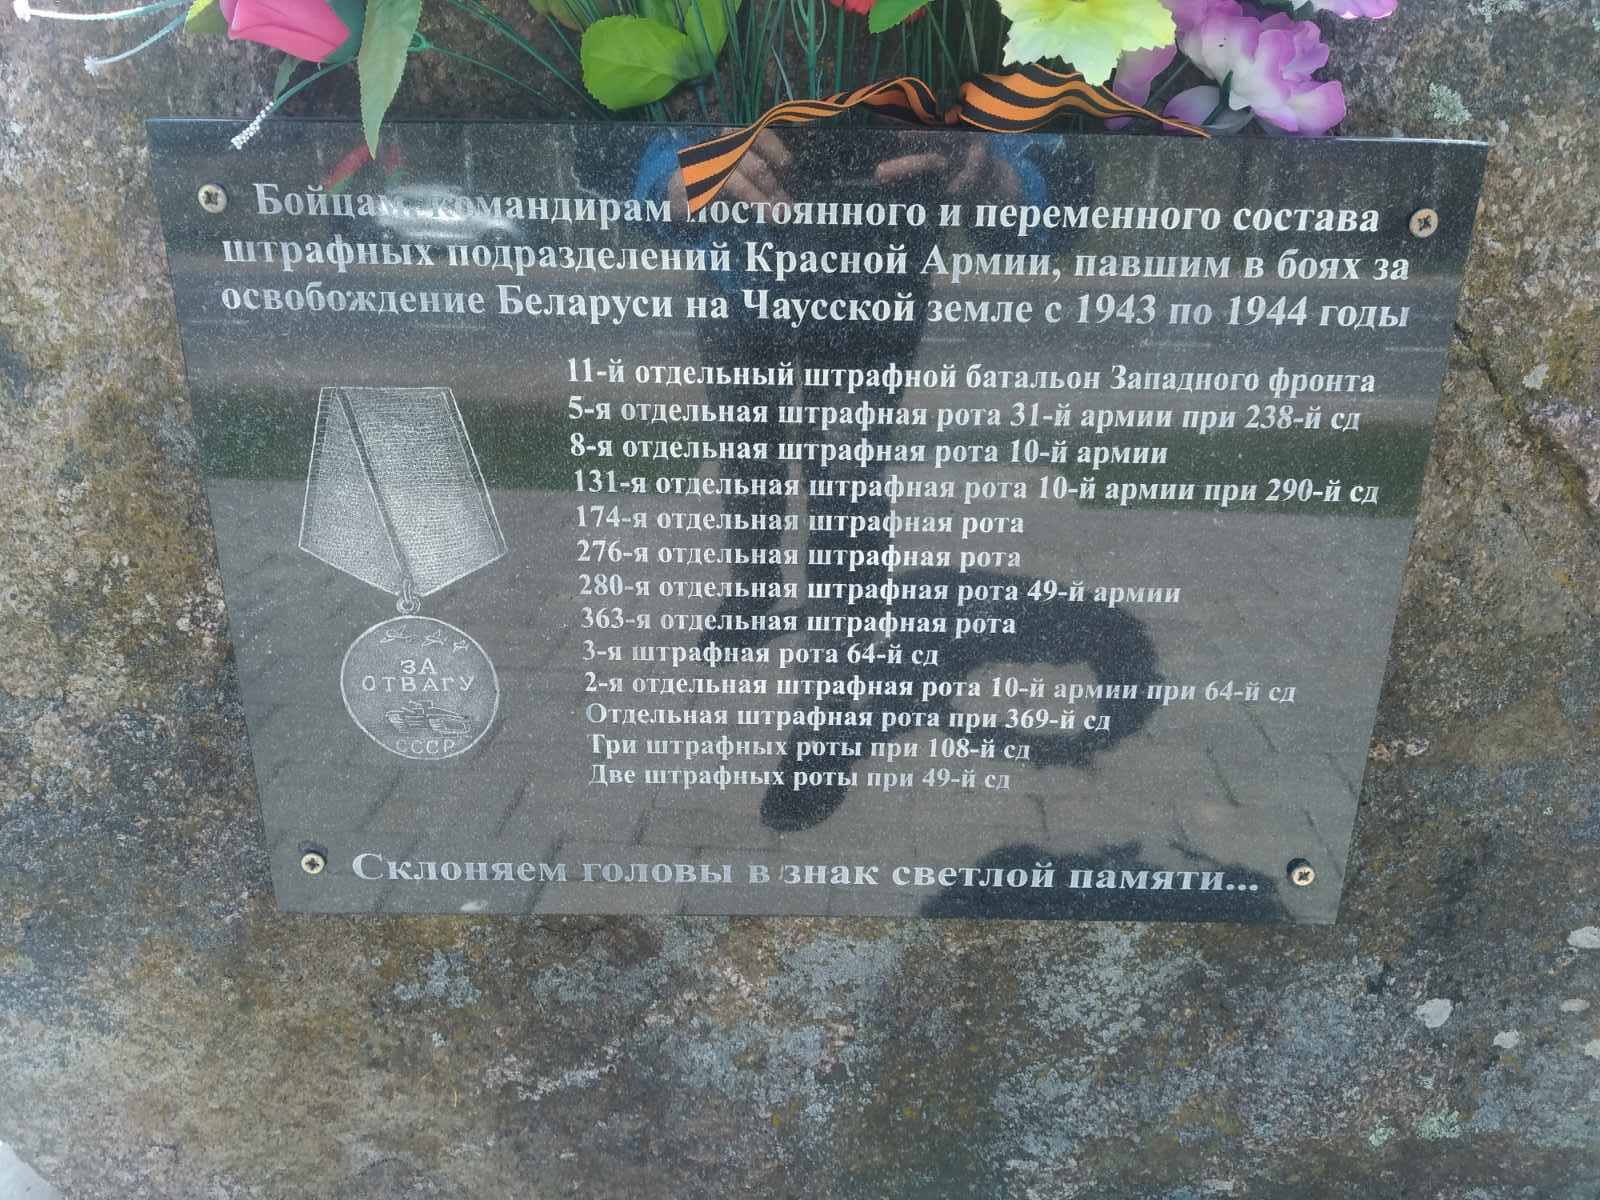 Бойцам, командирам постоянного и переменного состава
штрафных подразделений Красной Армии, павшим в боях за
освобождение Беларуси на Чаусской земле с 1943 по 1944 годы
11-й отдельный штрафной батальон Западного фронта
5-я отдельная штрафная рота 31-й армии при 238-й сд
8-я отдельная штрафная рота 10-й армии
131-я отдельная штрафная рота 10-й армии при 290-й сд
174-я отдельная штрафная рота
276-я отдельная штрафная рота
280-я отдельная штрафная рота 49-й армии
363-я отдельная штрафная рота
3-я штрафная рота 64-й сд
2-я отдельная штрафная рота 10-й армии при 64-й сд
Отдельная штрафная рота при 369-й сд
Три штрафных роты при 108-й сд
Две штрафных роты при 49-й сд
ЗА
ОТВАГУ
СССР
Склоняем головы в знак светлой памяти...